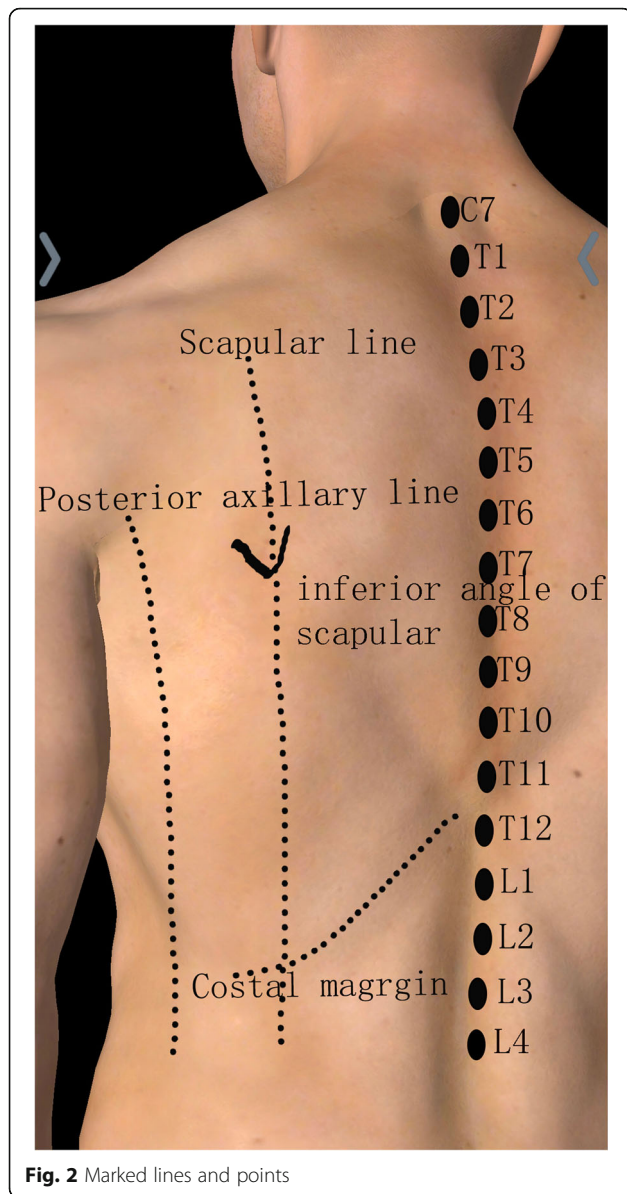 C7
T1
T2
Scapular line
T3
T4
T5
Posterior axillary line
T6
T7
inferior angle of
scapular
T8
T9
T10
T11
T12
L1
L2
Costal magrgin
L3
L4
Fig. 2 Marked lines and points